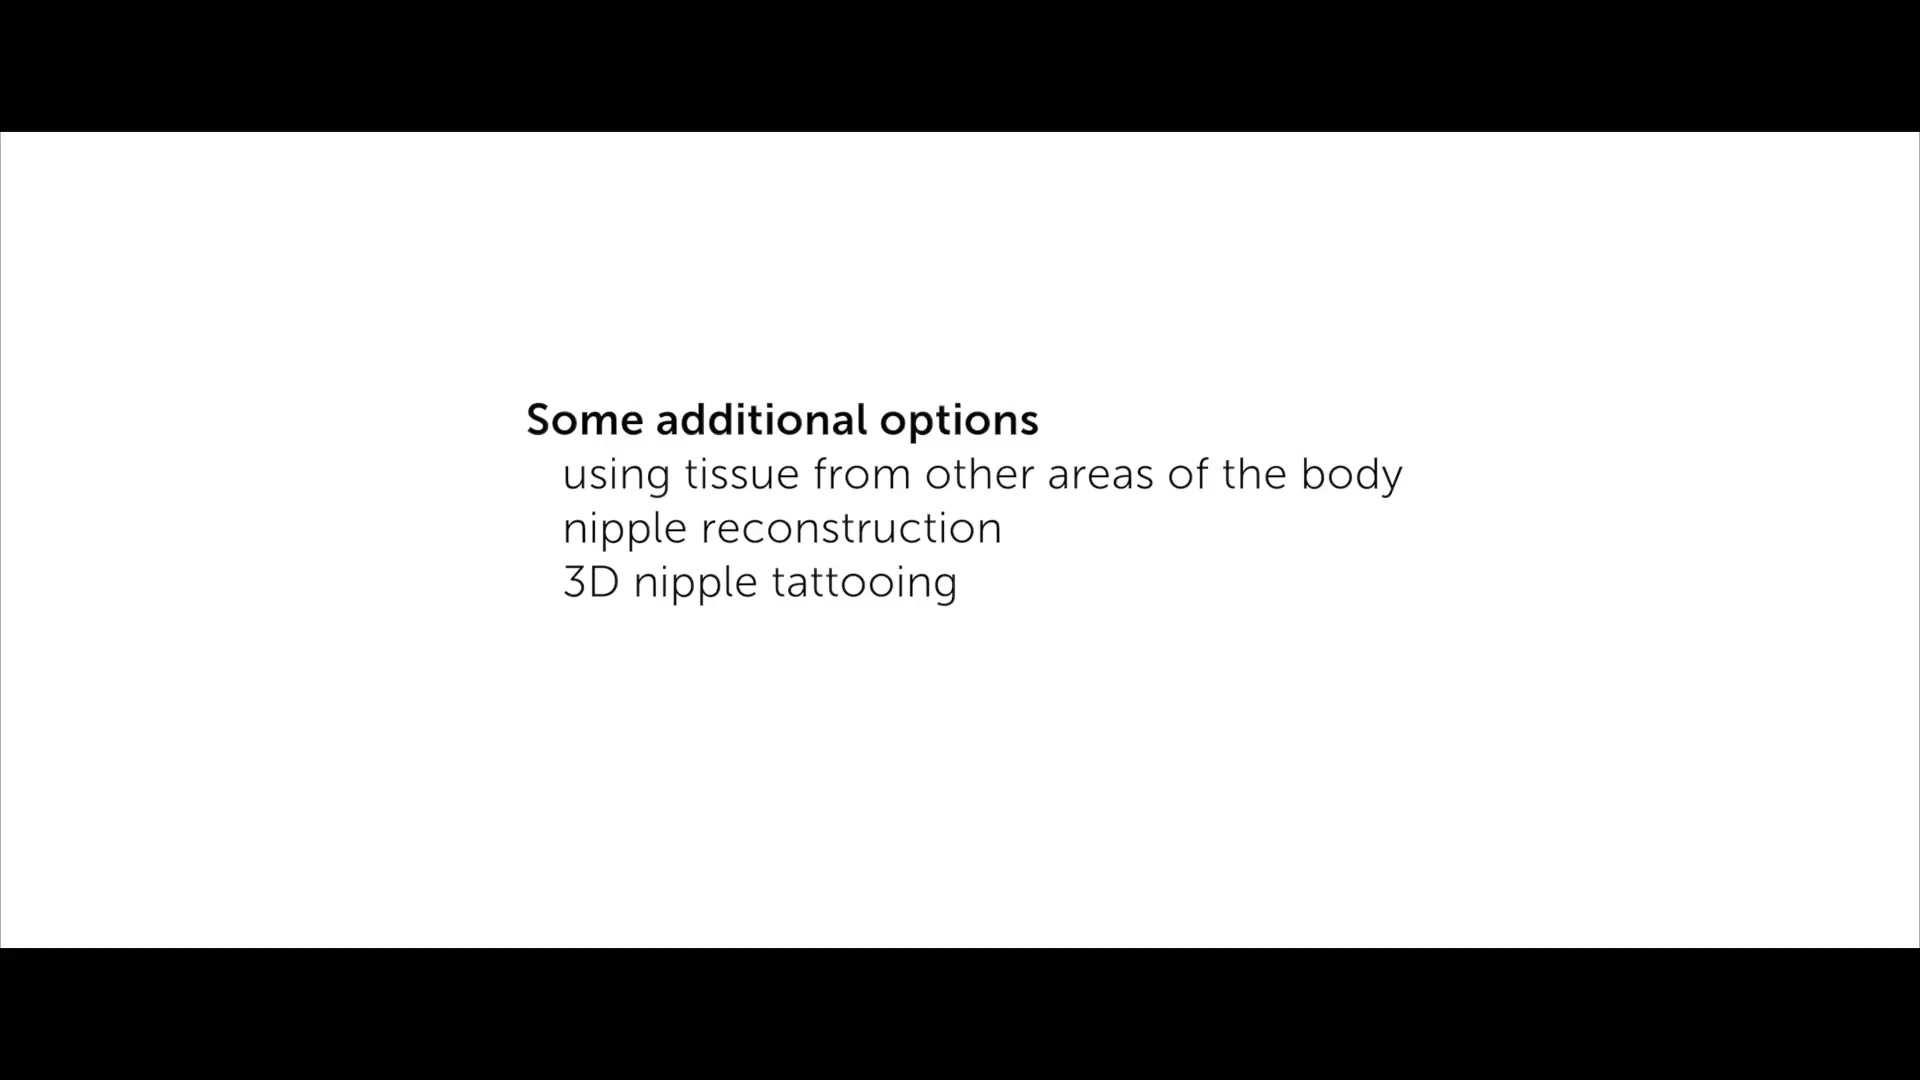 Some additional options
using tissue from other areas of the body
nipple reconstruction
3D nipple tattooing